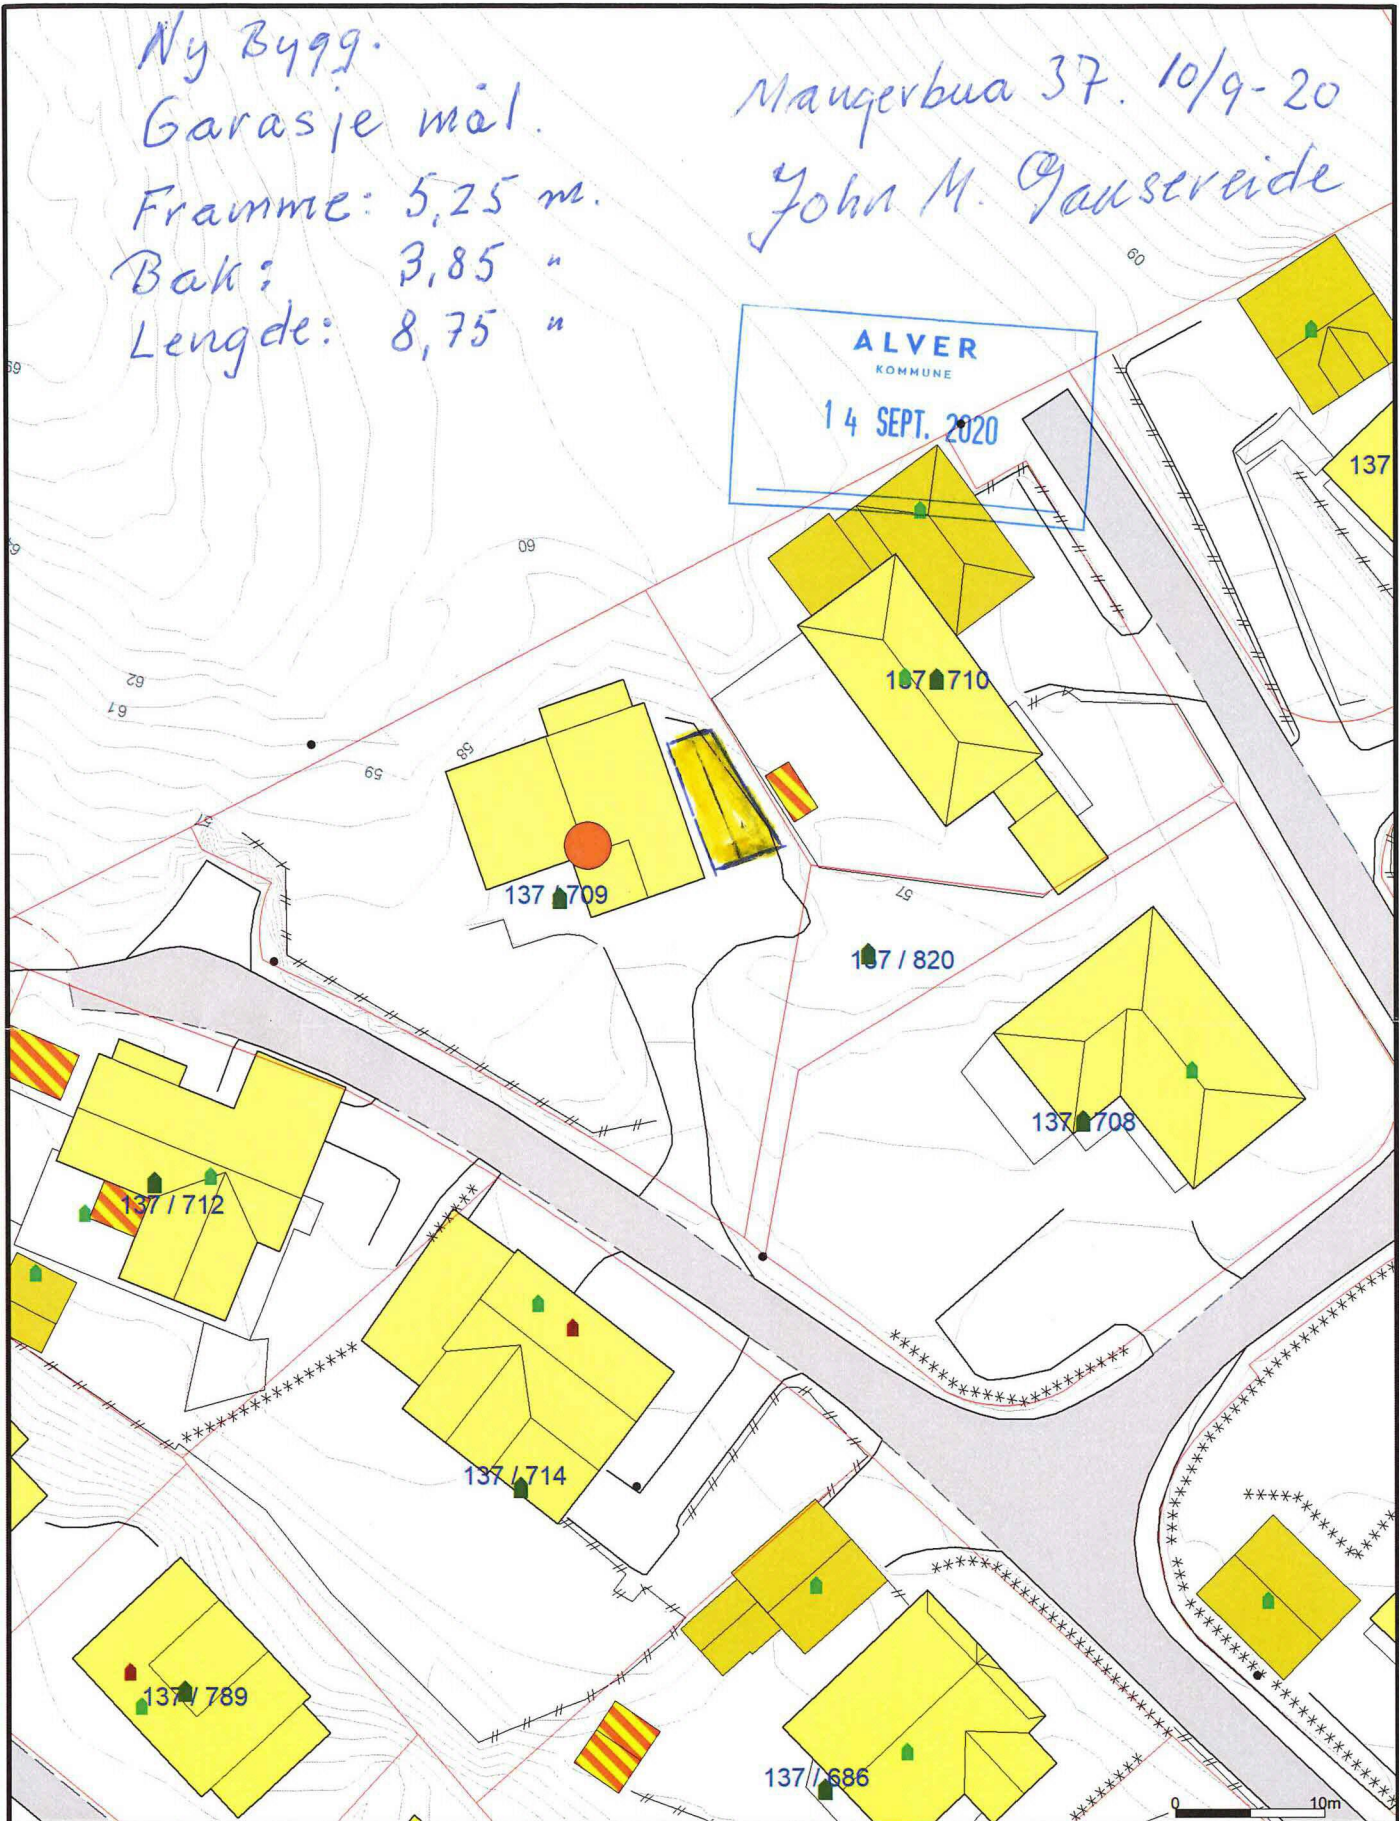 Ny Bygg.
Garasje mål.
Framme: 5,25 m.
Bak: 3,85 "
Lengde: 8,75 "
Mangerbua 37. 10/9-20
John M.
ALVER
KOMMUNE
14 SEPT. 2020
60
69
60
62
61
59
58
57
57
137
137 / 710
137 / 709
137 / 820
137 / 708
137 / 712
137 / 714
137 / 789
137 / 686
0 10m